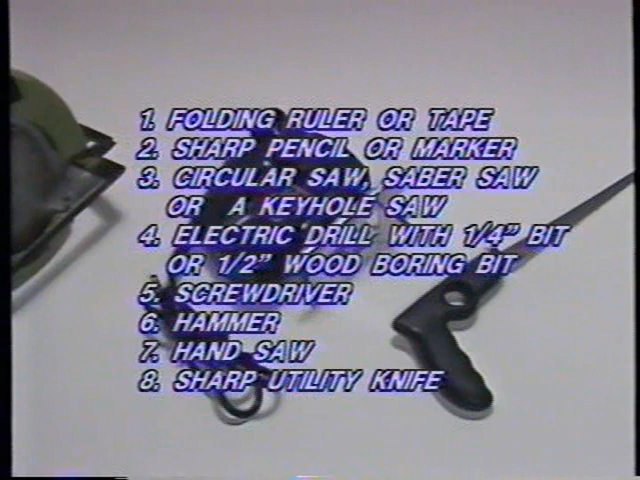 1. FOLDING RULER OR TAPE
2. SHARP PENCIL OR MARKER
3. CIRCULAR SAW, SABER SAW
OR A KEYHOLE SAW
4. ELECTRIC DRILL WITH 1/4" BIT
OR 1/2" WOOD BORING BIT
5. SCREWDRIVER
6. HAMMER
7. HAND SAW
8. SHARP UTILITY KNIFE